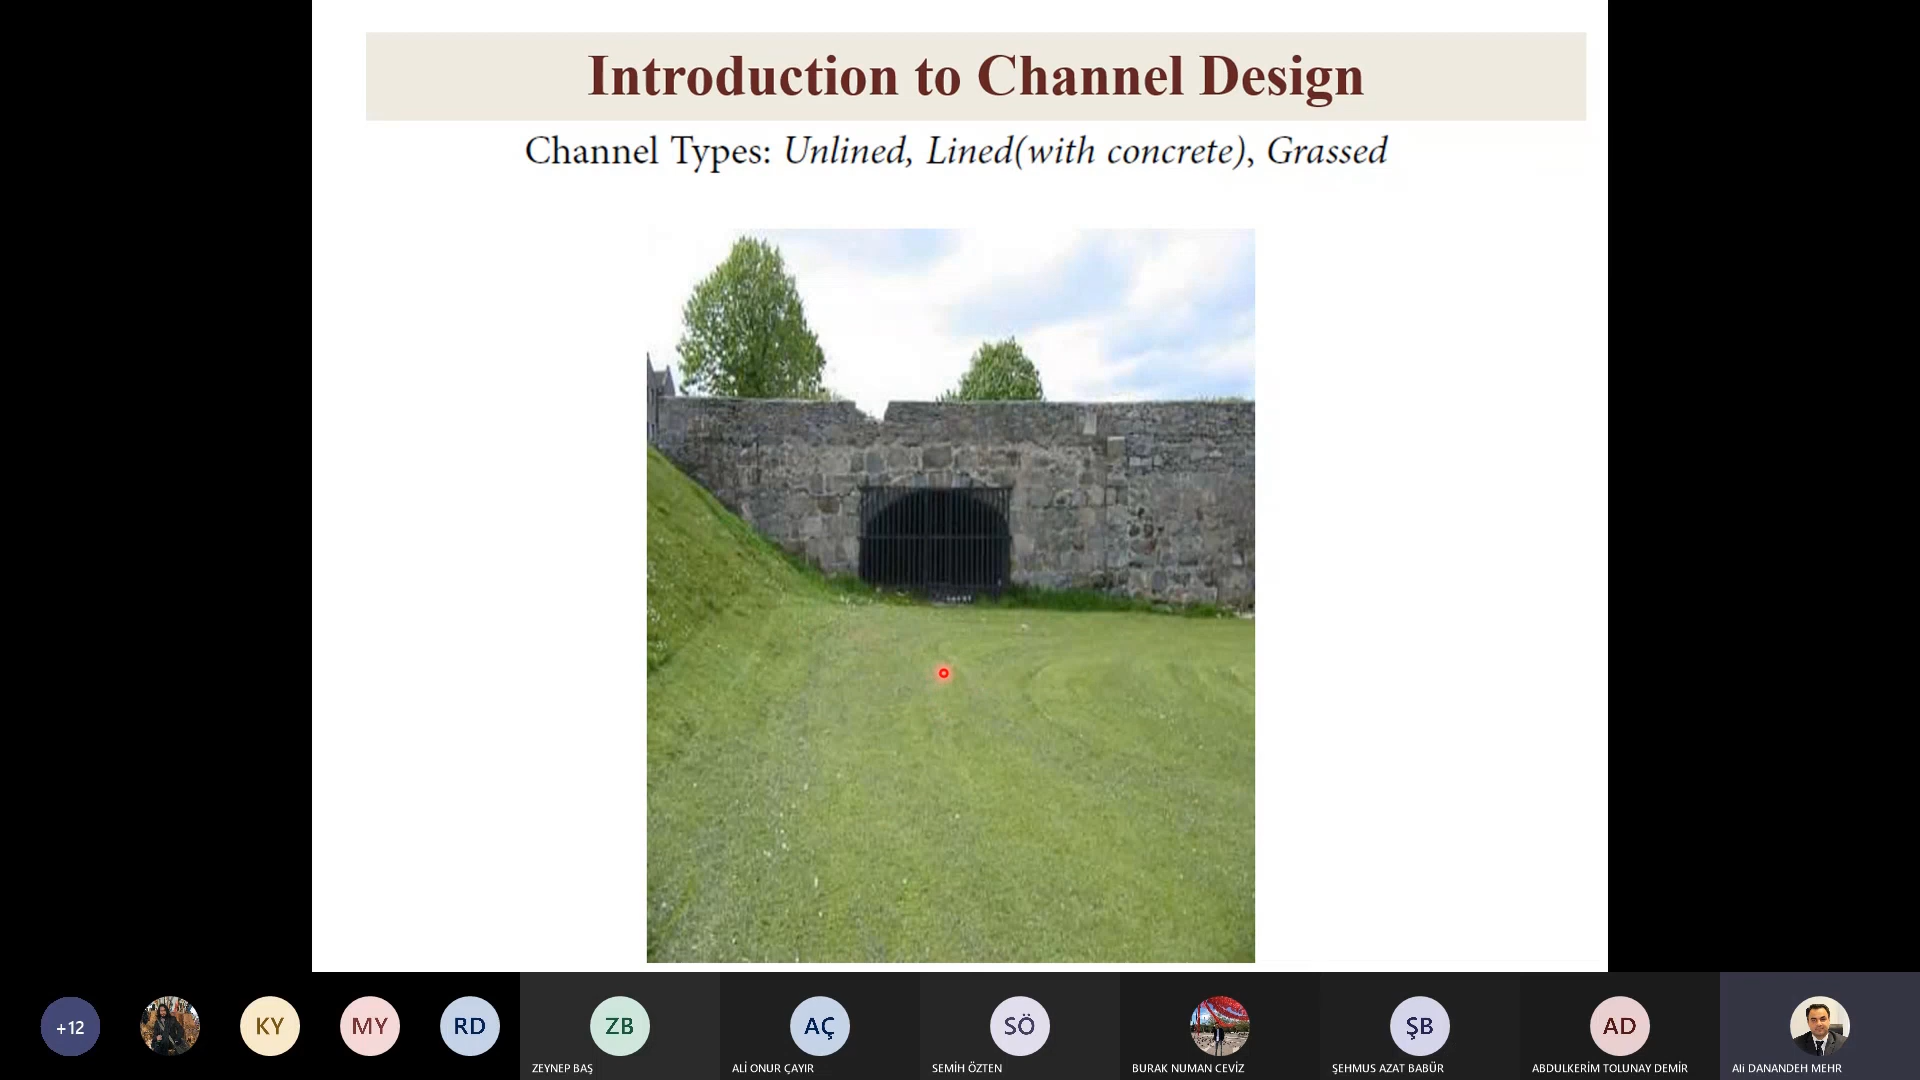 Introduction to Channel Design
Channel Types: Unlined, Lined(with concrete), Grassed
+12
KY
MY
RD
ZB
AÇ
SÖ
ŞB
AD
ZEYNEP BAŞ
ALİ ONUR ÇAYIR
SEMİH ÖZTEN
BURAK NUMAN CEVİZ
ŞEHMUS AZAT BABÜR
ABDULKERİM TOLUNAY DEMİR
Ali DANANDEH MEHR